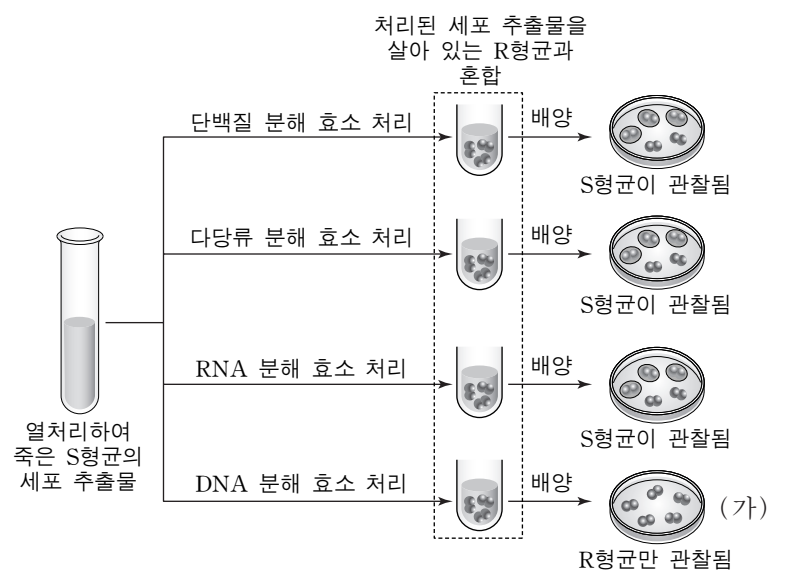 처리된 세포 추출물을
살아 있는 R형균과
혼합
단백질 분해 효소 처리
배양
S형균이 관찰됨
다당류 분해 효소 처리
배양
S형균이 관찰됨
RNA 분해 효소 처리
배양
S형균이 관찰됨
열처리하여
죽은 S형균의
세포 추출물
DNA 분해 효소 처리
배양
(가)
R형균만 관찰됨